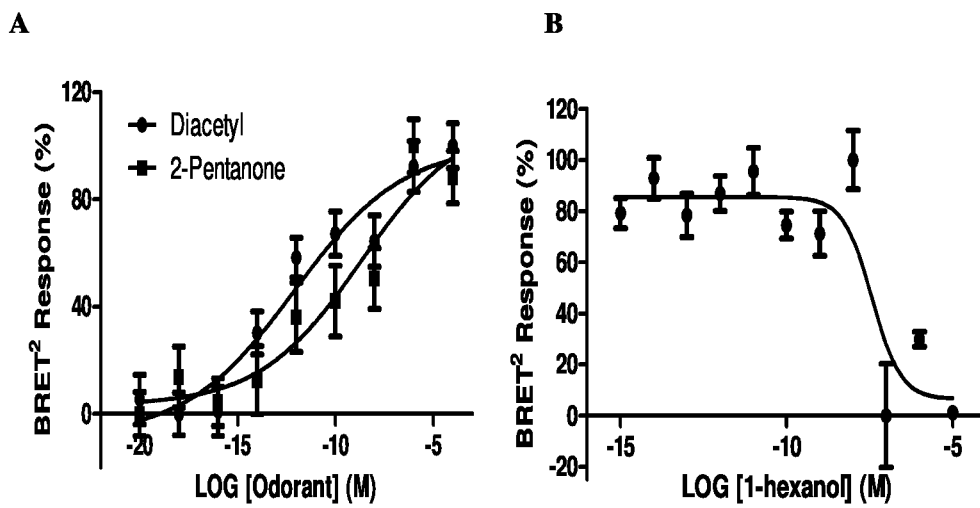 A
B
120
80
40
0
-20
-15
-10
-5
BRET² Response (%)
Diacetyl
2-Pentanone
LOG [Odorant] (M)
120
100
80
60
40
20
0
-20
-15
-10
-5
BRET² Response (%)
LOG [1-hexanol] (M)